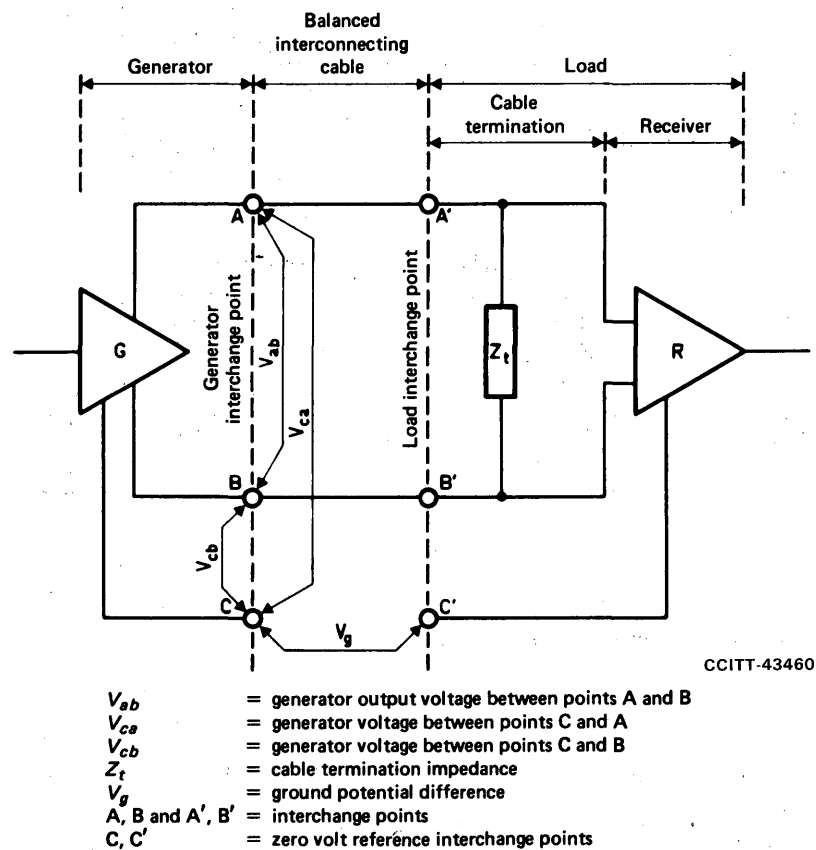 Balanced
interconnecting
cable
Generator
Load
Cable
termination
Receiver
A
A′
G
Generator
interchange point
V_ab
V_ca
Load interchange point
Z_t
R
B
B′
V_cb
C
C′
V_g
CCITT-43460
V_ab = generator output voltage between points A and B
V_ca = generator voltage between points C and A
V_cb = generator voltage between points C and B
Z_t = cable termination impedance
V_g = ground potential difference
A, B and A′, B′ = interchange points
C, C′ = zero volt reference interchange points